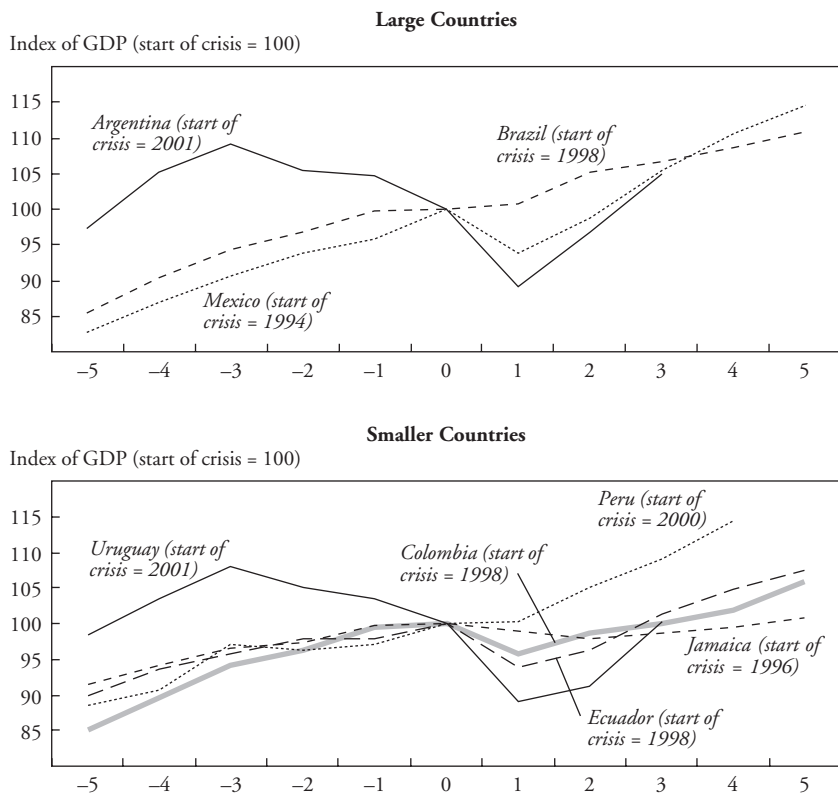 Large Countries
Index of GDP (start of crisis = 100)
115
110
105
100
95
90
85
Argentina (start of
crisis = 2001)
Brazil (start of
crisis = 1998)
Mexico (start of
crisis = 1994)
–5 –4 –3 –2 –1 0 1 2 3 4 5
Smaller Countries
Index of GDP (start of crisis = 100)
115
110
105
100
95
90
85
Uruguay (start of
crisis = 2001)
Colombia (start of
crisis = 1998)
Peru (start of
crisis = 2000)
Jamaica (start of
crisis = 1996)
Ecuador (start of
crisis = 1998)
–5 –4 –3 –2 –1 0 1 2 3 4 5